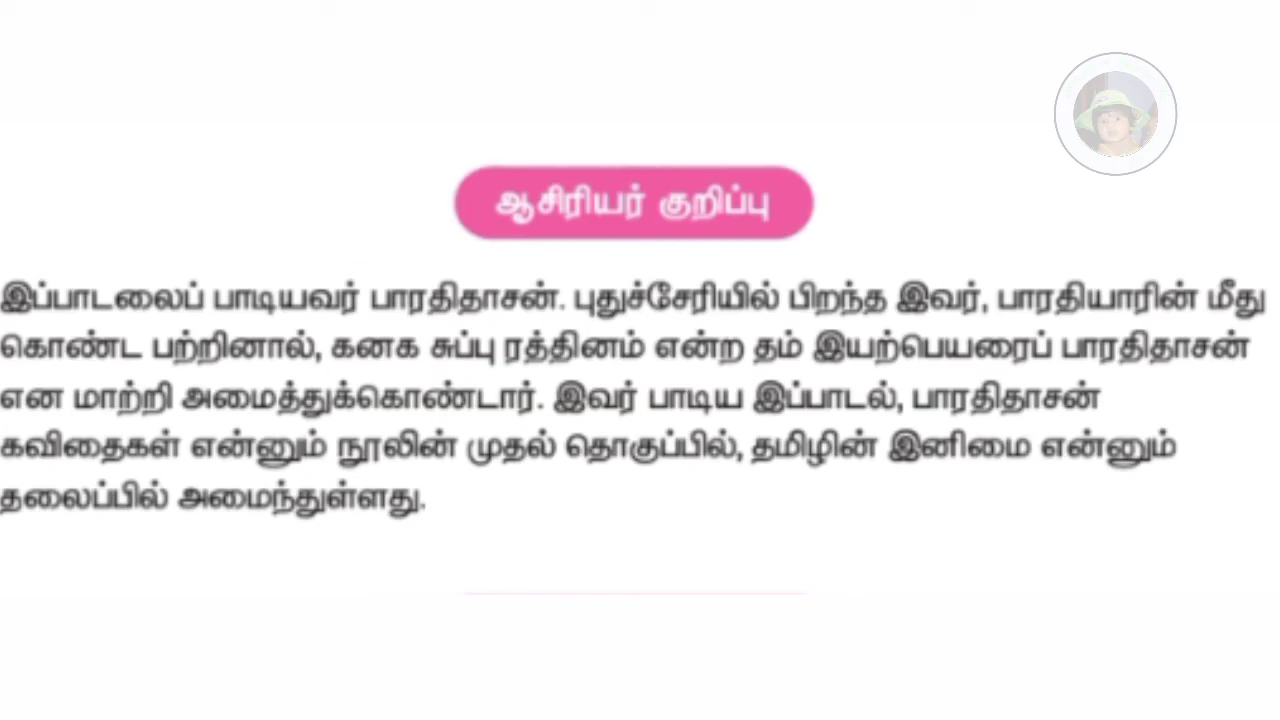 ஆசிரியர் குறிப்பு
இப்பாடலைப் பாடியவர் பாரதிதாசன். புதுச்சேரியில் பிறந்த இவர், பாரதியாரின் மீது
கொண்ட பற்றினால், கனக சுப்பு ரத்தினம் என்ற தம் இயற்பெயரைப் பாரதிதாசன்
என மாற்றி அமைத்துக்கொண்டார். இவர் பாடிய இப்பாடல், பாரதிதாசன்
கவிதைகள் என்னும் நூலின் முதல் தொகுப்பில், தமிழின் இனிமை என்னும்
தலைப்பில் அமைந்துள்ளது.